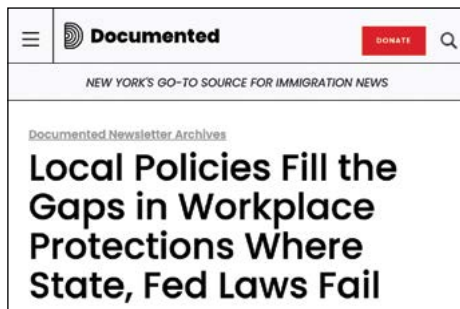 Documented
DONATE
NEW YORK'S GO-TO SOURCE FOR IMMIGRATION NEWS
Documented Newsletter Archives
Local Policies Fill the
Gaps in Workplace
Protections Where
State, Fed Laws Fail